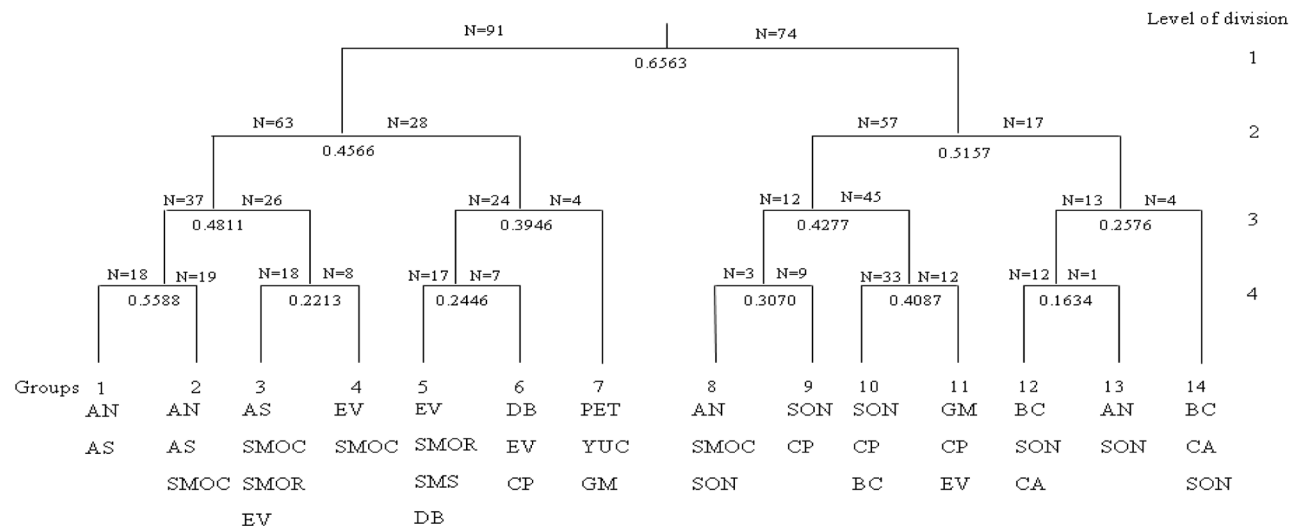 Level of division
N=91 N=74
0.6563 1
N=63 N=28 N=57 N=17
0.4566 0.5157 2
N=37 N=26 N=24 N=4 N=12 N=45 N=13 N=4
0.4811 0.3946 0.4277 0.2576 3
N=18 N=19 N=18 N=8 N=17 N=7 N=3 N=9 N=33 N=12 N=12 N=1
0.5588 0.2213 0.2446 0.3070 0.4087 0.1634 4
Groups 1 2 3 4 5 6 7 8 9 10 11 12 13 14
AN AN AS EV EV DB PET AN SON SON GM BC AN BC
AS AS SMOC SMOC SMOR EV YUC SMOC CP CP CP SON SON CA
SMOC SMOR SMS CP GM SON BC EV CA SON
EV DB